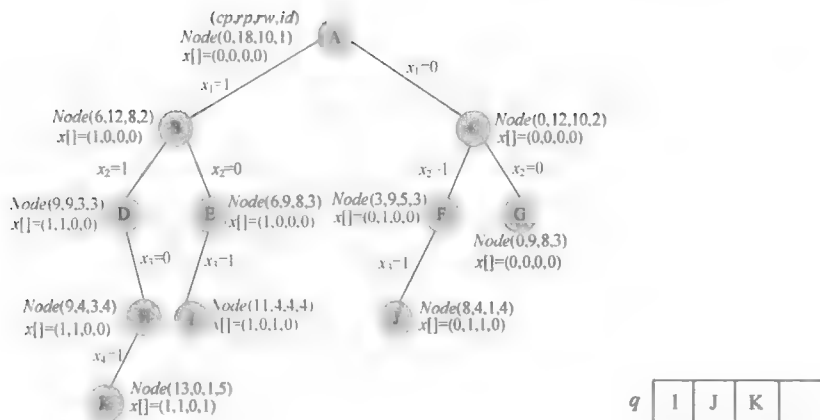 (cp,rp,rw,id)
Node(0,18,10,1)
x[]=(0,0,0,0)
A
x₁=1
x₁=0
Node(6,12,8,2)
x[]=(1,0,0,0)
Node(0,12,10,2)
x[]=(0,0,0,0)
x₂=1
x₂=0
x₂=1
x₂=0
Node(9,9,3,3)
x[]=(1,1,0,0)
D
Node(6,9,8,3)
x[]=(1,0,0,0)
Node(3,9,5,3)
x[]=(0,1,0,0)
F
G
Node(0,9,8,3)
x[]=(0,0,0,0)
x₃=0
x₃=1
x₃=1
Node(9,4,3,4)
x[]=(1,1,0,0)
Node(11,4,4,4)
x[]=(1,0,1,0)
J
Node(8,4,1,4)
x[]=(0,1,1,0)
x₄=1
K
Node(13,0,1,5)
x[]=(1,1,0,1)
q I J K